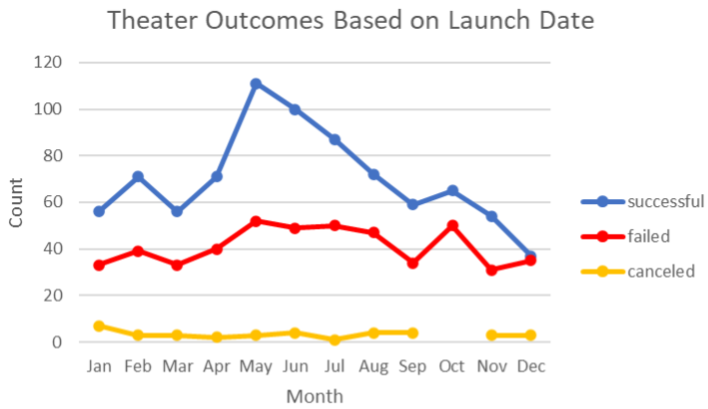 Theater Outcomes Based on Launch Date
120
100
80
60
40
20
0
Count
Jan Feb Mar Apr May Jun Jul Aug Sep Oct Nov Dec
Month
successful
failed
canceled